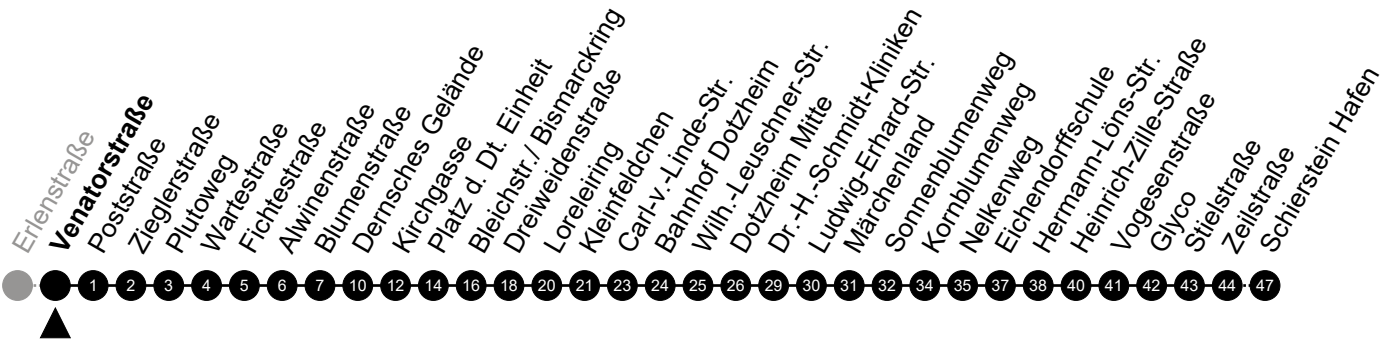 Erlenstraße
Venatorstraße
Poststraße
Zieglerstraße
Plutoweg
Wartestraße
Fichtestraße
Alwinenstraße
Blumenstraße
Dernsches Gelände
Kirchgasse
Platz d. Dt. Einheit
Bleichstr./ Bismarckring
Dreiweidenstraße
Loreleiring
Kleinfeldchen
Carl-v.-Linde-Str.
Bahnhof Dotzheim
Wilh.-Leuschner-Str.
Dotzheim Mitte
Dr.-H.-Schmidt-Kliniken
Ludwig-Erhard-Str.
Märchenland
Sonnenblumenweg
Kornblumenweg
Nelkenweg
Eichendorffschule
Hermann-Löns-Str.
Heinrich-Zille-Straße
Vogesenstraße
Glyco
Stielstraße
Zeilstraße
Schierstein Hafen
1 2 3 4 5 6 7 10 12 14 16 18 20 21 23 24 25 26 29 30 31 32 34 35 37 38 40 41 42 43 44 47